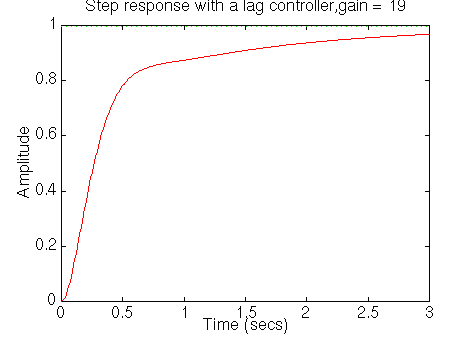 Step response with a lag controller,gain = 19
1
0.8
0.6
0.4
0.2
0
Amplitude
0 0.5 1 1.5 2 2.5 3
Time (secs)